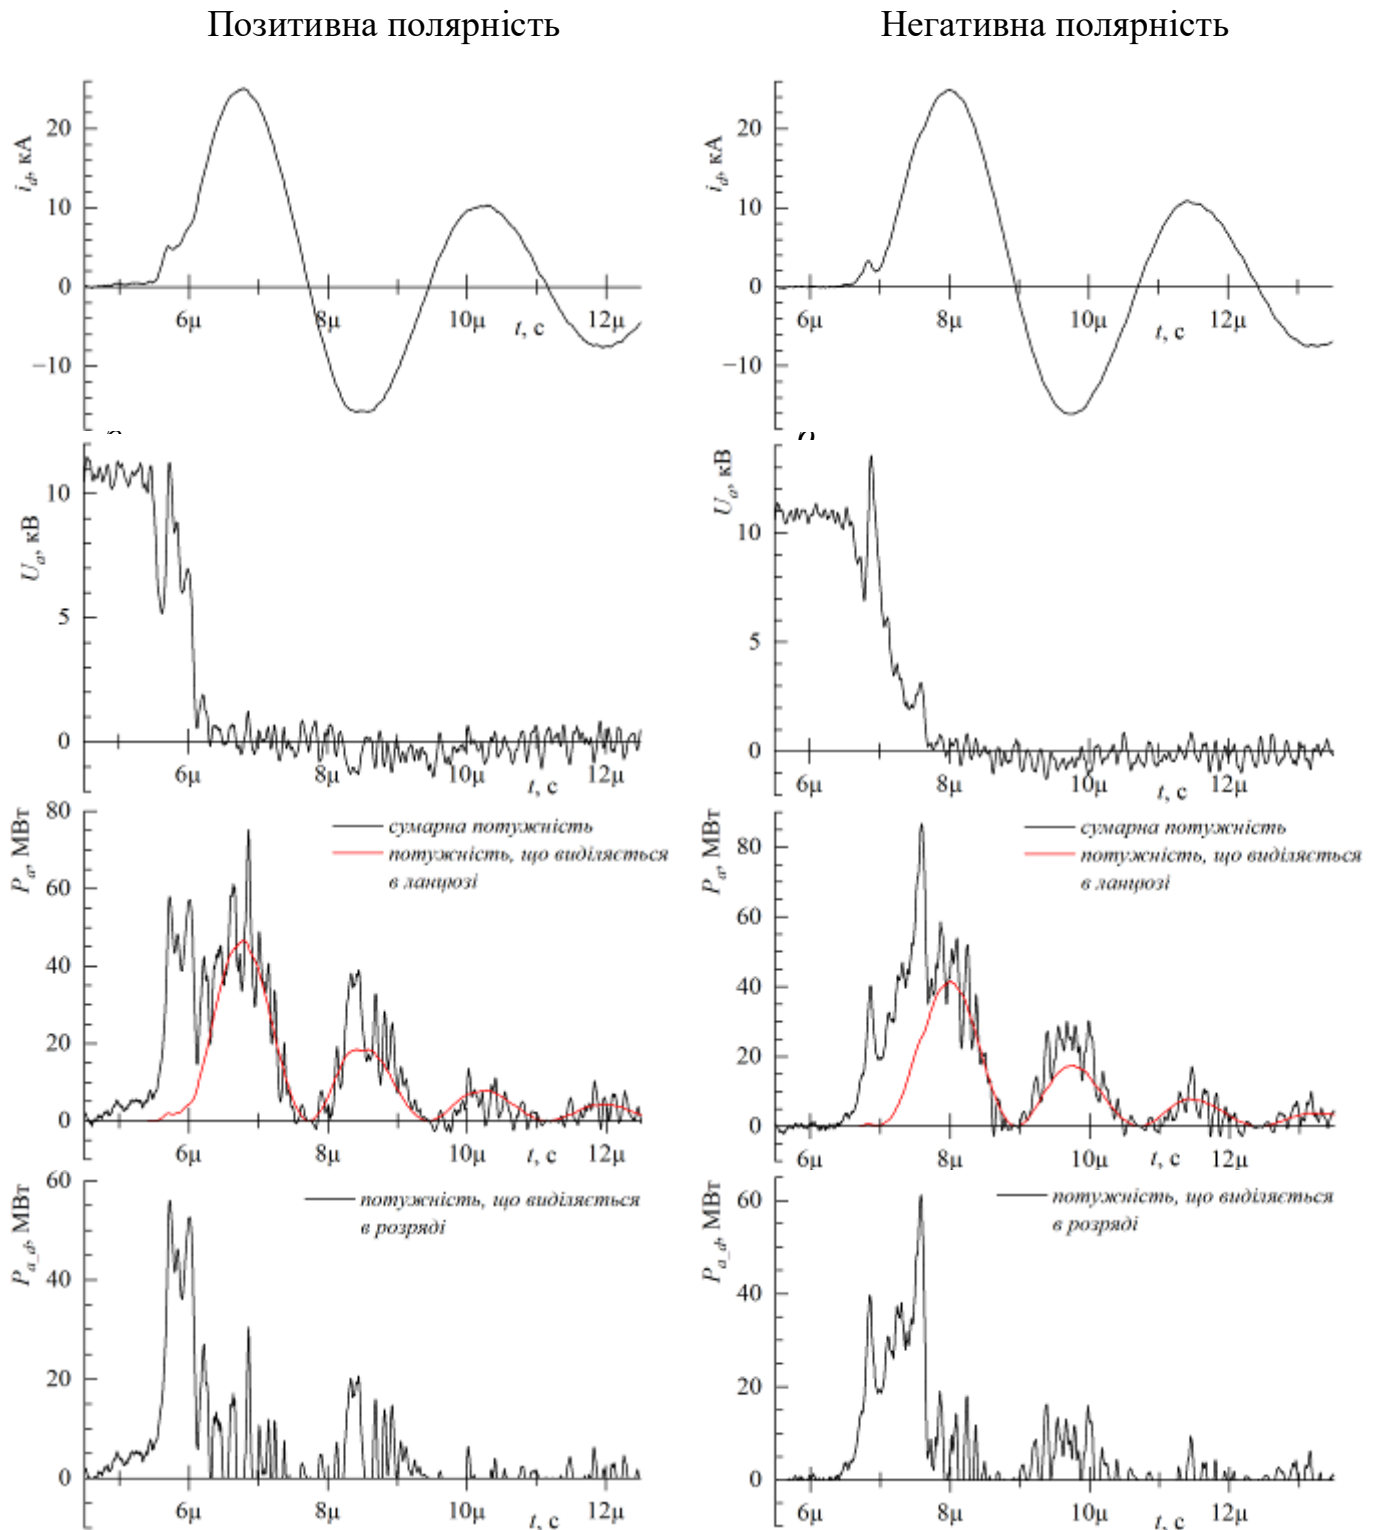 Позитивна полярність
Негативна полярність
i_d, кА
20
10
0
−10
6μ
8μ
10μ
12μ
t, с
i_d, кА
20
10
0
−10
6μ
8μ
10μ
12μ
t, с
U_a, кВ
10
5
0
6μ
8μ
10μ
12μ
t, с
U_a, кВ
10
5
0
6μ
8μ
10μ
12μ
t, с
P_a, МВт
80
60
40
20
0
сумарна потужність
потужність, що виділяється
в ланцюзі
6μ
8μ
10μ
12μ
t, с
P_a, МВт
80
60
40
20
0
сумарна потужність
потужність, що виділяється
в ланцюзі
6μ
8μ
10μ
12μ
t, с
P_a_d, МВт
60
40
20
0
потужність, що виділяється
в розряді
6μ
8μ
10μ
12μ
t, с
P_a_d, МВт
60
40
20
0
потужність, що виділяється
в розряді
6μ
8μ
10μ
12μ
t, с